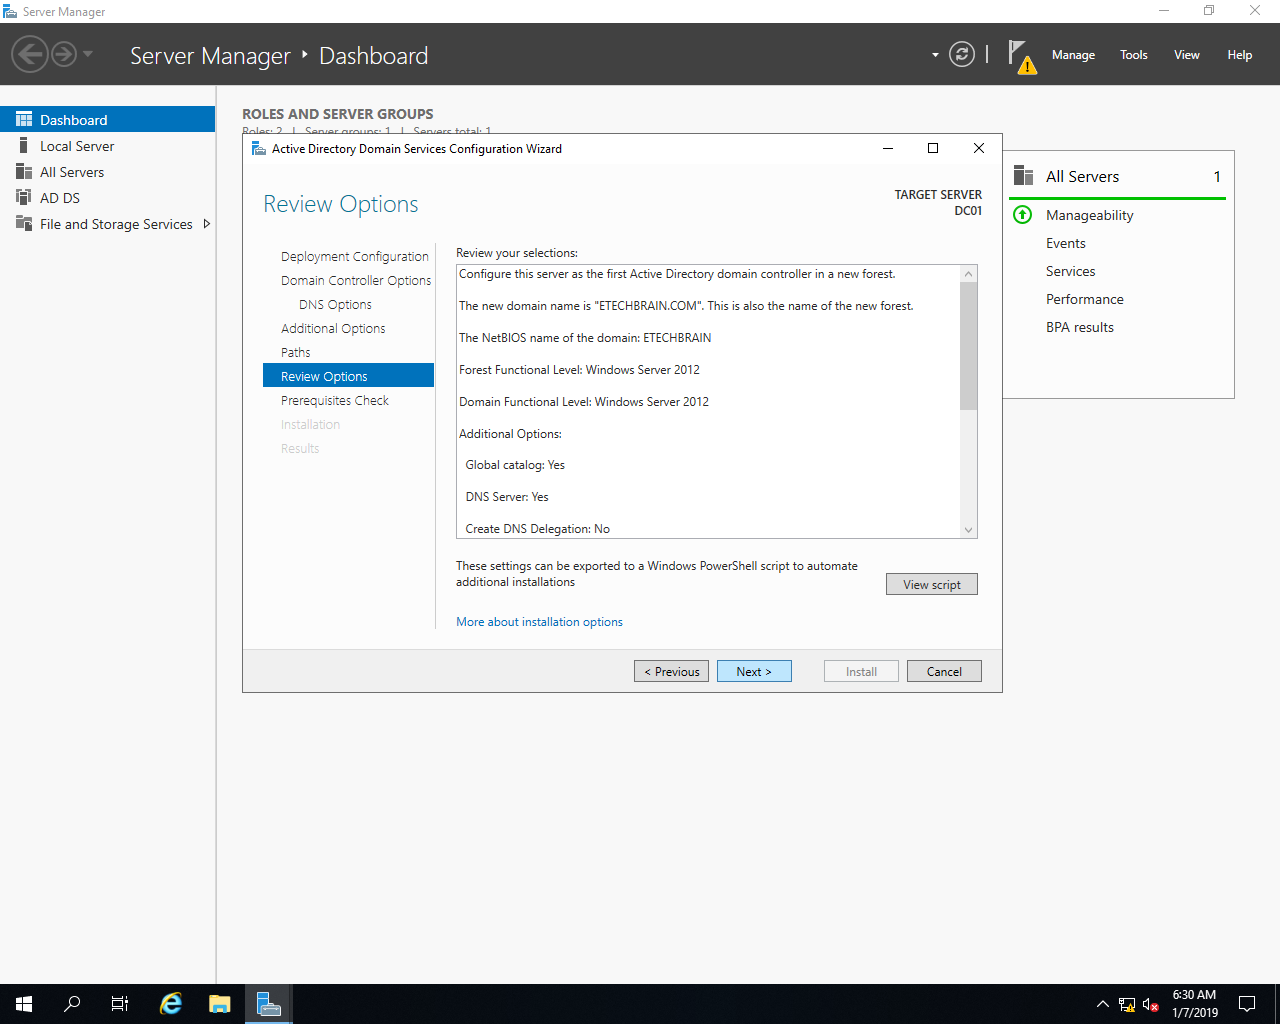 Server Manager
Server Manager • Dashboard
Manage Tools View Help
Dashboard
Local Server
All Servers
AD DS
File and Storage Services
ROLES AND SERVER GROUPS
Roles: 2 | Server groups: 1 | Servers total: 1
Active Directory Domain Services Configuration Wizard
Review Options
TARGET SERVER
DC01
Deployment Configuration
Domain Controller Options
DNS Options
Additional Options
Paths
Review Options
Prerequisites Check
Installation
Results
Review your selections:
Configure this server as the first Active Directory domain controller in a new forest.
The new domain name is "ETECHBRAIN.COM". This is also the name of the new forest.
The NetBIOS name of the domain: ETECHBRAIN
Forest Functional Level: Windows Server 2012
Domain Functional Level: Windows Server 2012
Additional Options:
Global catalog: Yes
DNS Server: Yes
Create DNS Delegation: No
These settings can be exported to a Windows PowerShell script to automate
additional installations
View script
More about installation options
< Previous Next > Install Cancel
All Servers 1
Manageability
Events
Services
Performance
BPA results
6:30 AM
1/7/2019